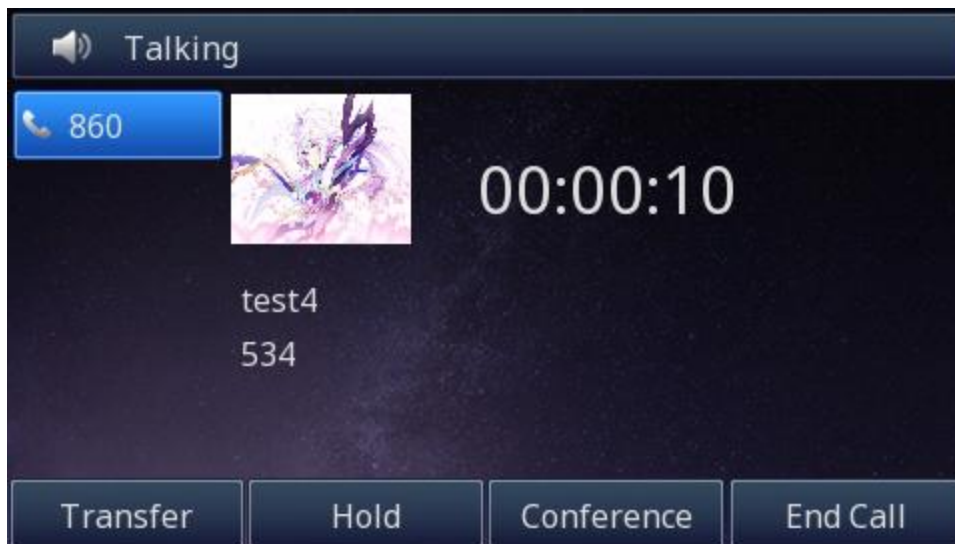 Talking
860
00:00:10
test4
534
Transfer Hold Conference End Call